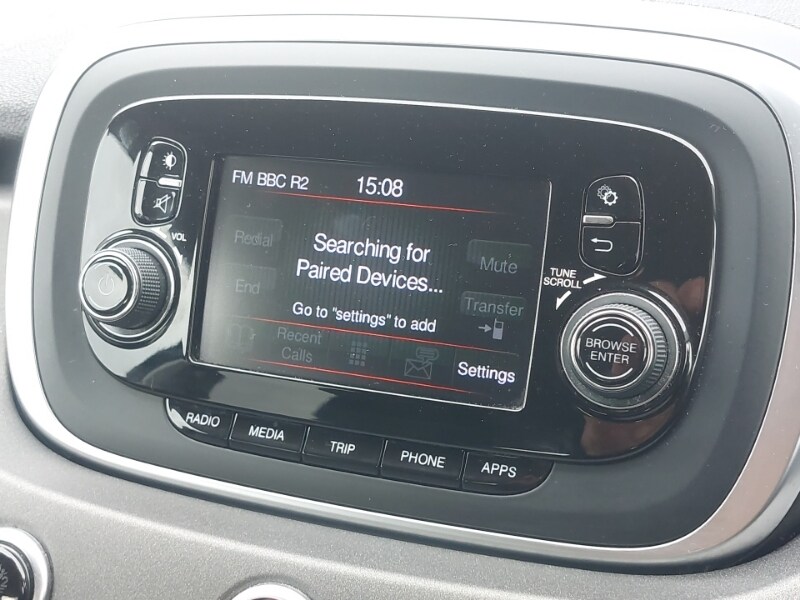 FM BBC R2
15:08
Redial
Searching for
Paired Devices...
Mute
End
Go to "settings" to add
Transfer
Recent
Calls
Settings
VOL
TUNE
SCROLL
BROWSE
ENTER
RADIO
MEDIA
TRIP
PHONE
APPS